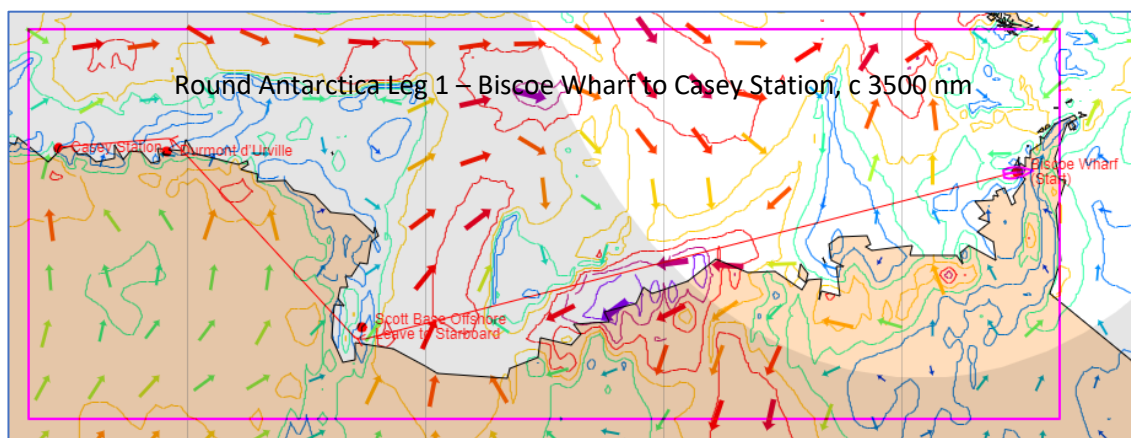 Round Antarctica Leg 1 – Biscoe Wharf to Casey Station, c 3500 nm
Casey Station
Durmont d'Urville
Biscoe Wharf
Start)
Scott Base Offshore
Leave to Starboard